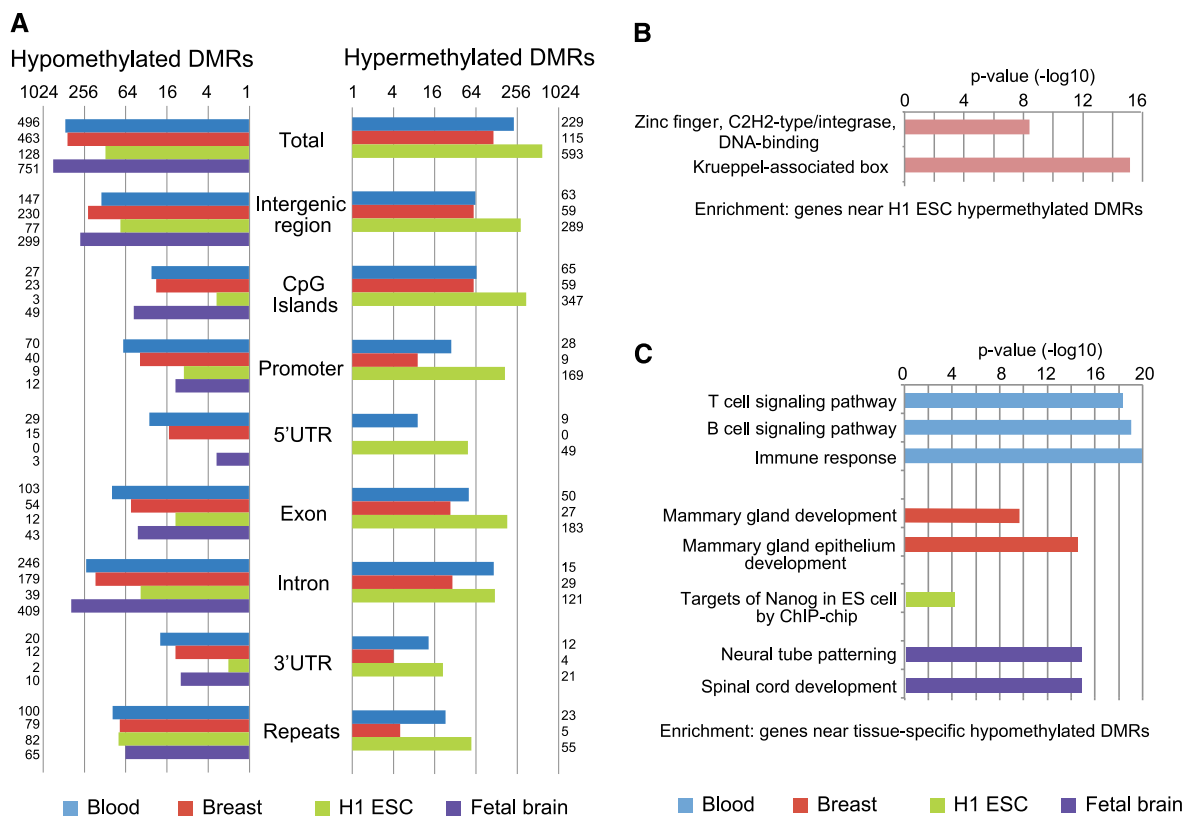 A
Hypomethylated DMRs
Hypermethylated DMRs
1024 256 64 16 4 1
1 4 16 64 256 1024
496
463
128
751
Total
229
115
593
147
230
77
299
Intergenic
region
63
59
289
27
23
3
49
CpG
Islands
65
59
347
70
40
9
12
Promoter
28
9
169
29
15
0
3
5'UTR
9
0
49
103
54
12
43
Exon
50
27
183
246
179
39
409
Intron
15
29
121
20
12
2
10
3'UTR
12
4
21
100
79
82
65
Repeats
23
5
55
Blood Breast H1 ESC Fetal brain
B
p-value (-log10)
0 4 8 12 16
Zinc finger, C2H2-type/integrase,
DNA-binding
Krueppel-associated box
Enrichment: genes near H1 ESC hypermethylated DMRs
C
p-value (-log10)
0 4 8 12 16 20
T cell signaling pathway
B cell signaling pathway
Immune response
Mammary gland development
Mammary gland epithelium
development
Targets of Nanog in ES cell
by ChIP-chip
Neural tube patterning
Spinal cord development
Enrichment: genes near tissue-specific hypomethylated DMRs
Blood Breast H1 ESC Fetal brain